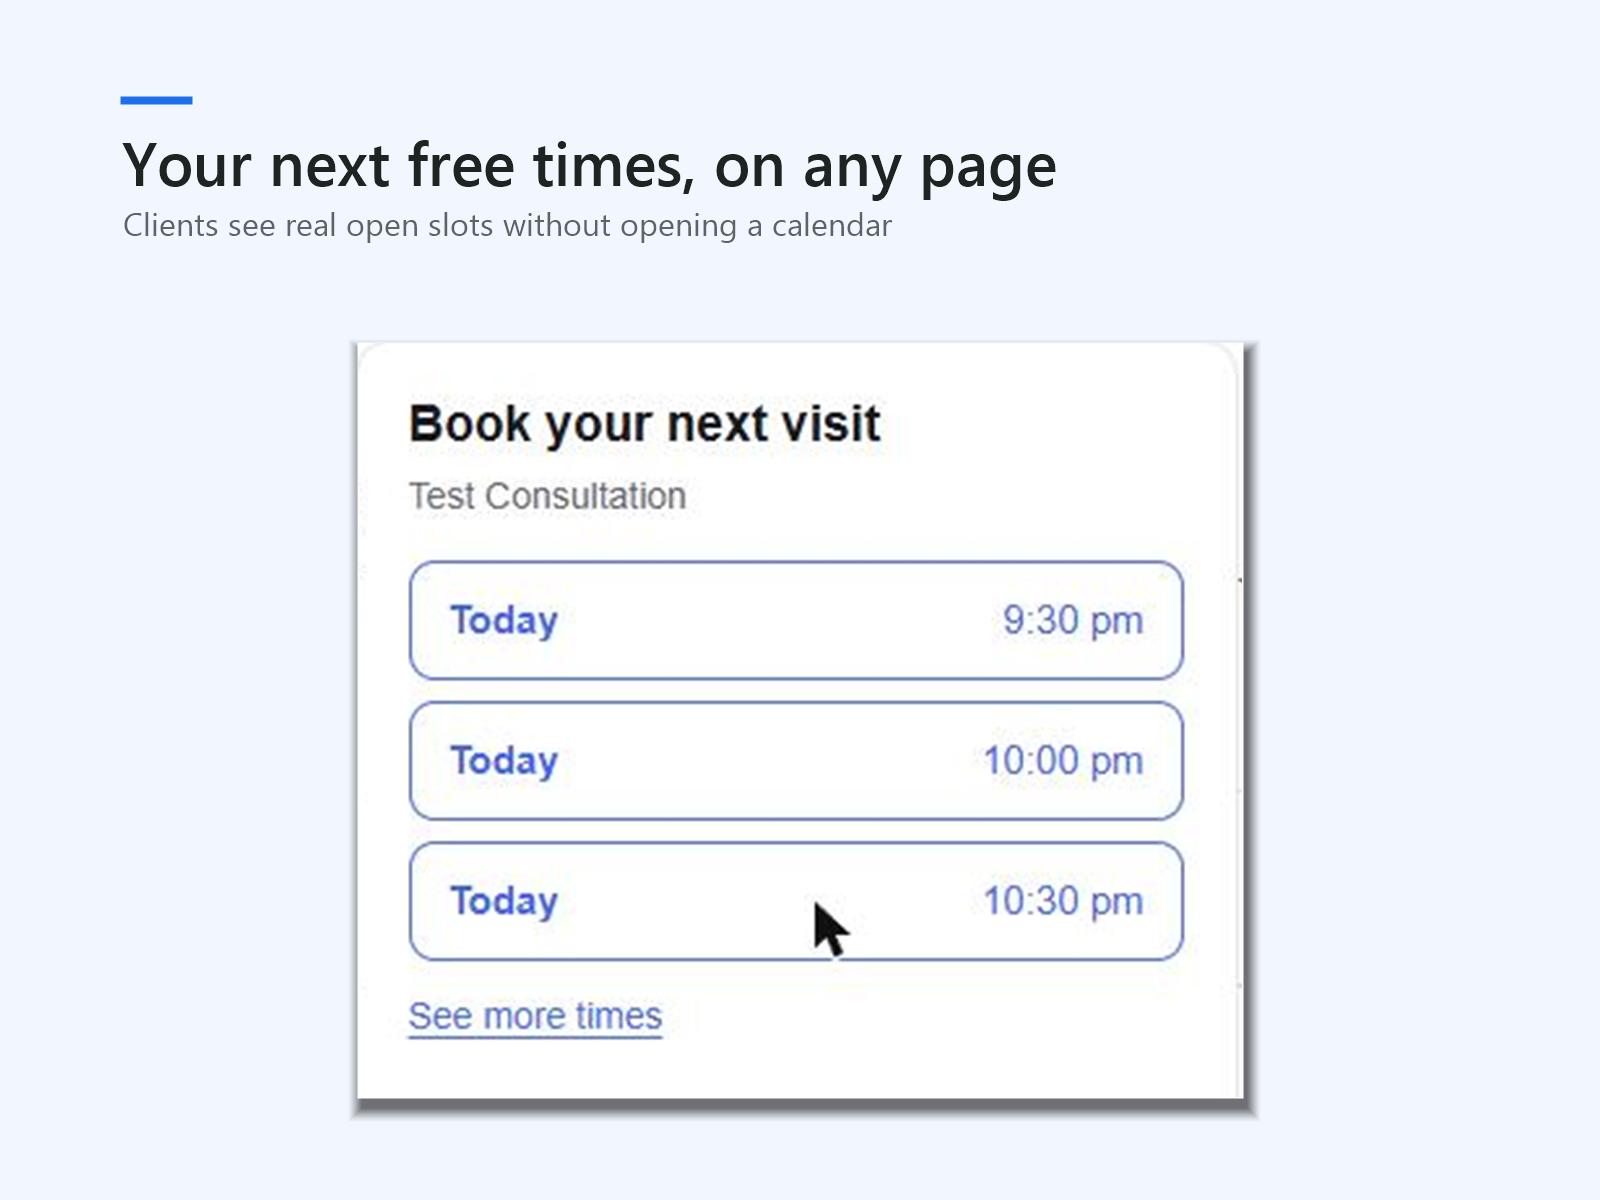 Your next free times, on any page
Clients see real open slots without opening a calendar
Book your next visit
Test Consultation
Today 9:30 pm
Today 10:00 pm
Today 10:30 pm
See more times